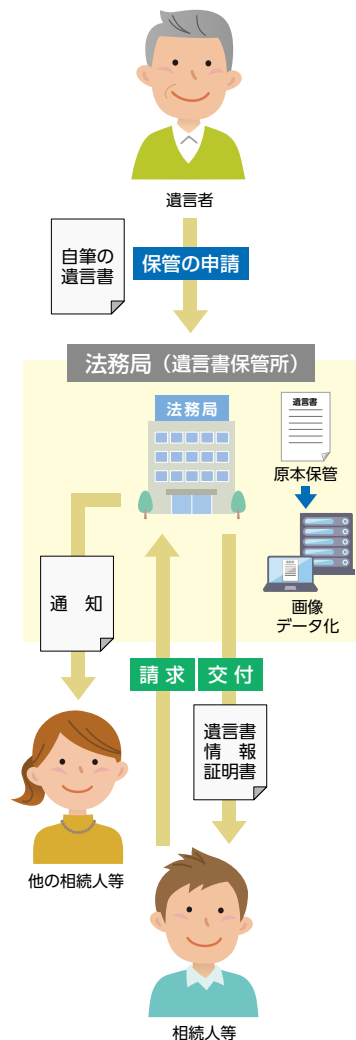 遺言者
自筆の
遺言書
保管の申請
法務局（遺言書保管所）
法務局
遺言書
原本保管
画像
データ化
通　知
請 求
交 付
遺言書
情　報
証明書
他の相続人等
相続人等